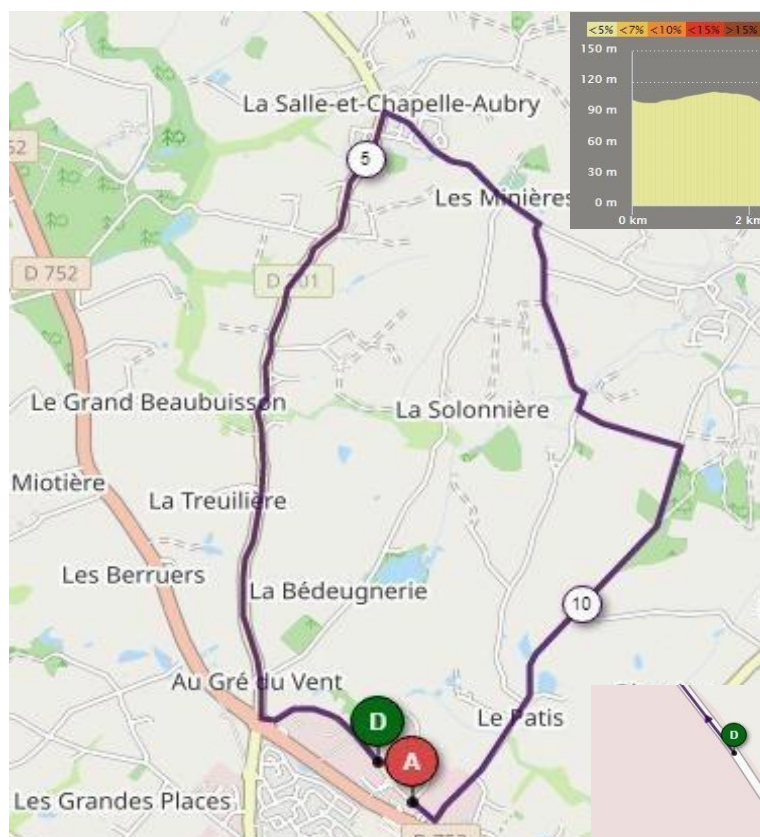 <5% <7% <10% <15% >15%
150 m
120 m
90 m
60 m
30 m
0 m
0 km 2 km
La Salle-et-Chapelle-Aubry
5
52
Les Minières
D 752
D 201
Le Grand Beaubuisson
La Solonnière
Miotière
La Treuilière
Les Berruers
La Bédeugnerie
10
Au Gré du Vent
D
Le Patis
A
D
Les Grandes Places